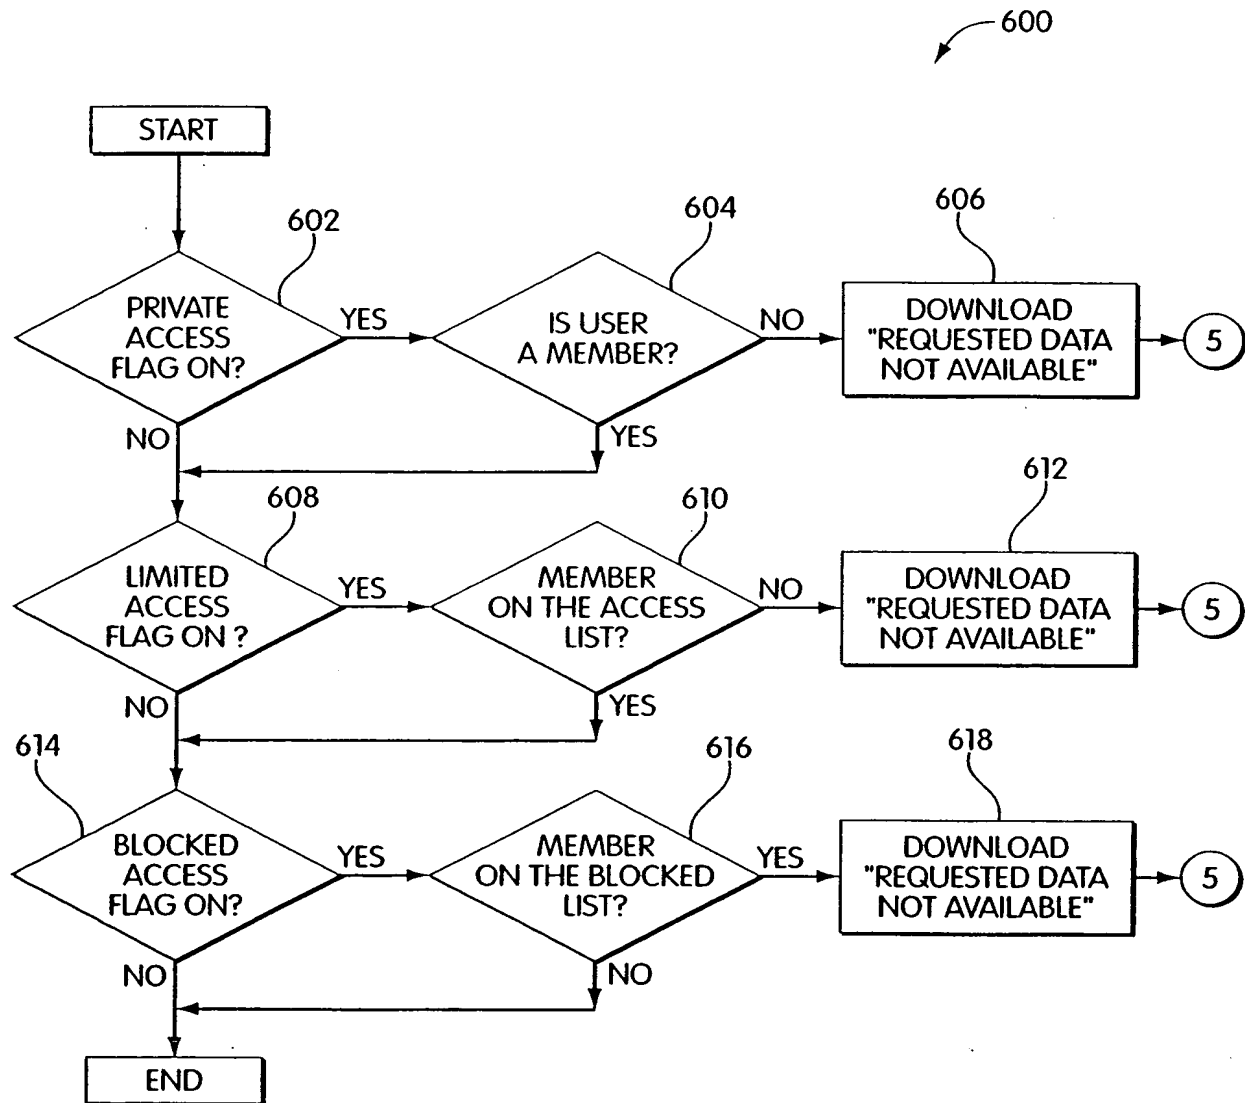 600
START
602
604
606
PRIVATE
ACCESS
FLAG ON?
YES
IS USER
A MEMBER?
NO
DOWNLOAD
"REQUESTED DATA
NOT AVAILABLE"
5
NO
YES
608
610
612
LIMITED
ACCESS
FLAG ON ?
YES
MEMBER
ON THE ACCESS
LIST?
NO
DOWNLOAD
"REQUESTED DATA
NOT AVAILABLE"
5
NO
YES
614
616
618
BLOCKED
ACCESS
FLAG ON?
YES
MEMBER
ON THE BLOCKED
LIST?
YES
DOWNLOAD
"REQUESTED DATA
NOT AVAILABLE"
5
NO
NO
END